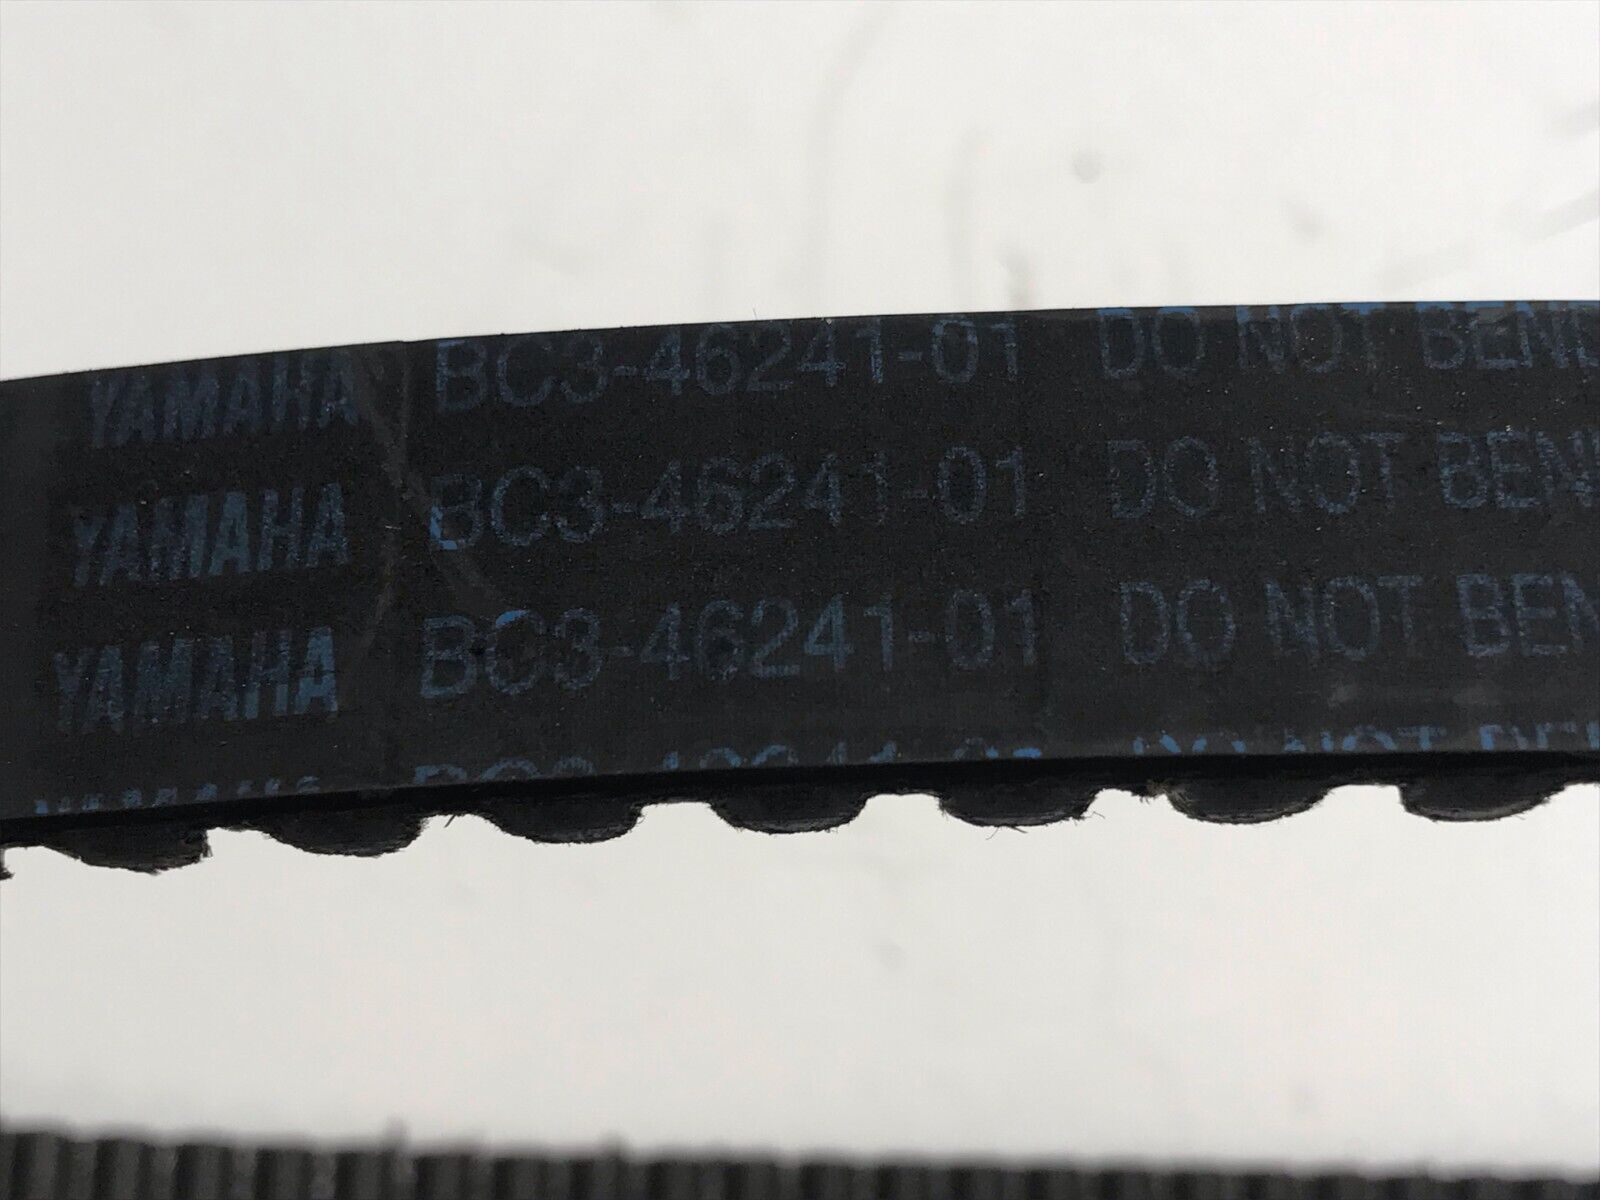 YAMAHA BC3-46241-01 DO NOT BEND
YAMAHA BC3-46241-01 DO NOT BEN
YAMAHA BC3-46241-01 DO NOT BEN